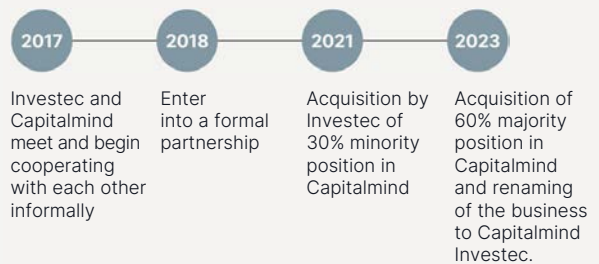 2017
2018
2021
2023
Investec and
Capitalmind
meet and begin
cooperating
with each other
informally
Enter
into a formal
partnership
Acquisition by
Investec of
30% minority
position in
Capitalmind
Acquisition of
60% majority
position in
Capitalmind
and renaming
of the business
to Capitalmind
Investec.